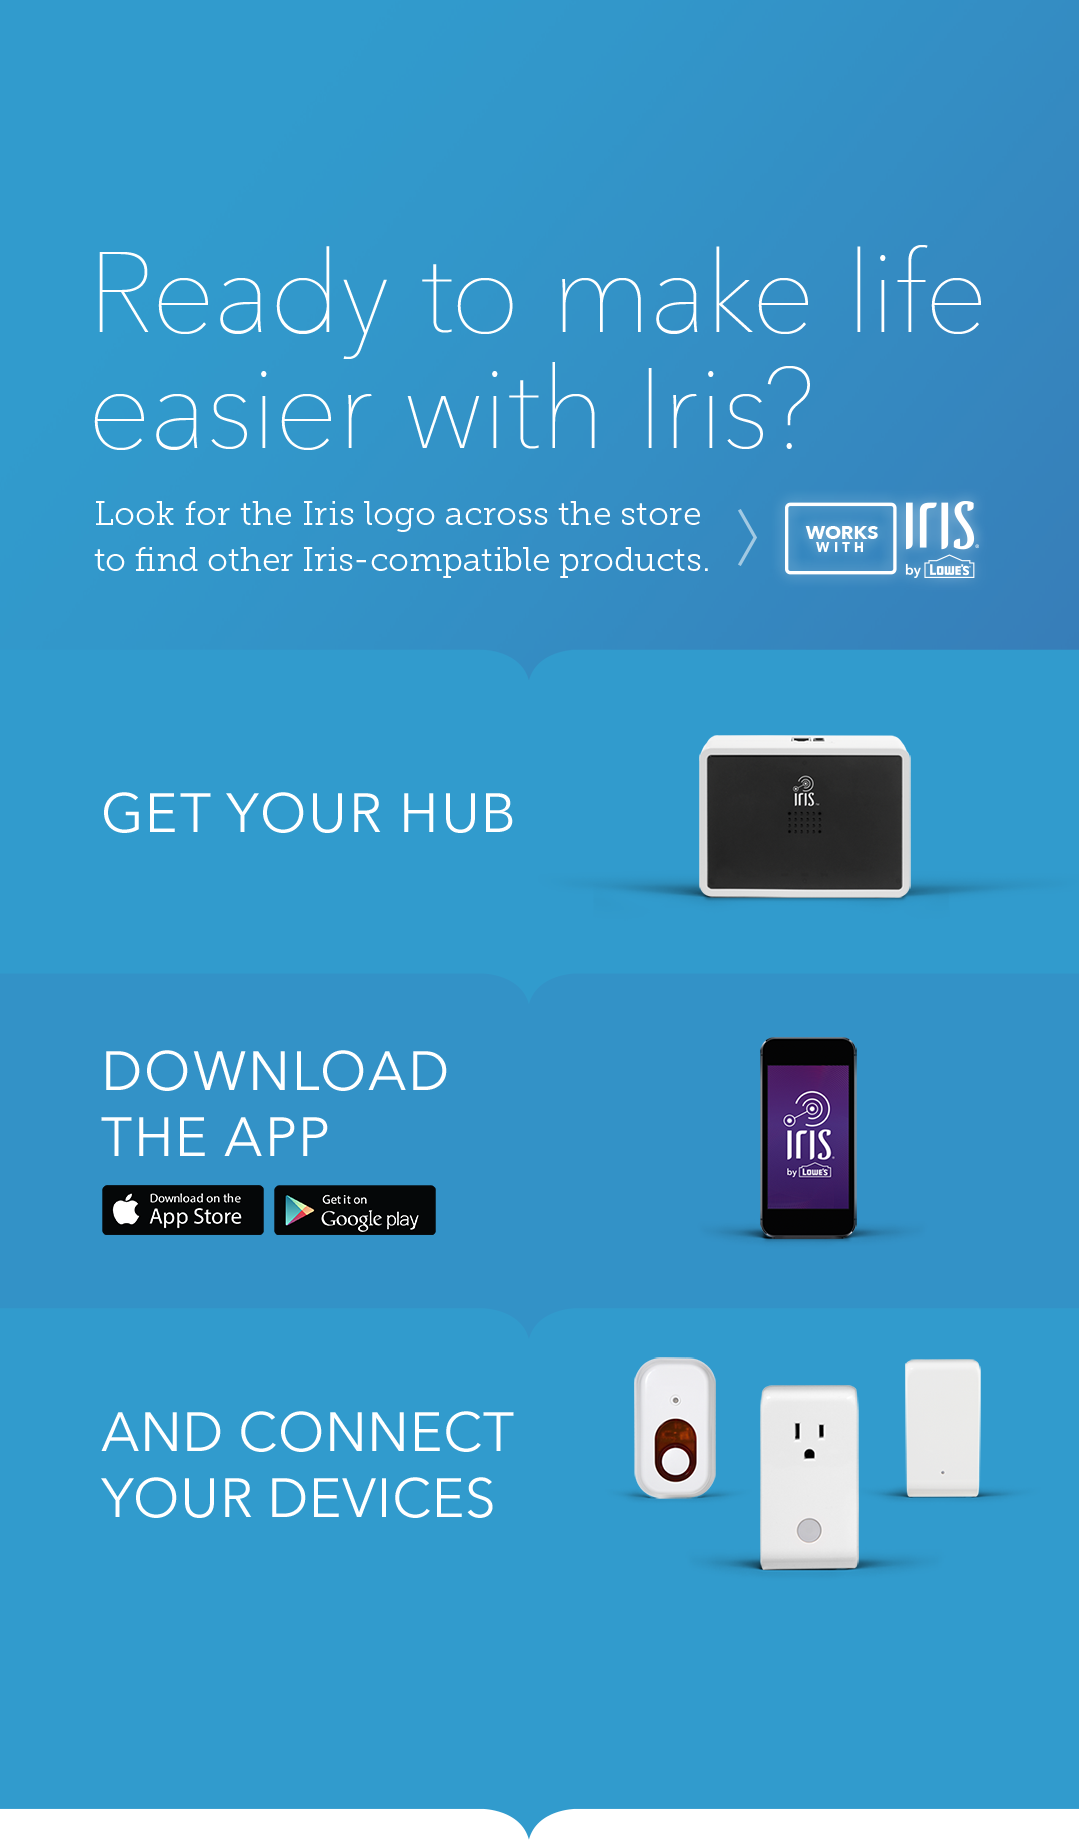 Ready to make life
easier with Iris?
Look for the Iris logo across the store
to find other Iris-compatible products.
WORKS
WITH
IRIS
by LOWE'S
GET YOUR HUB
IRIS
DOWNLOAD
THE APP
Download on the
App Store
Get it on
Google play
IRIS
by LOWE'S
AND CONNECT
YOUR DEVICES